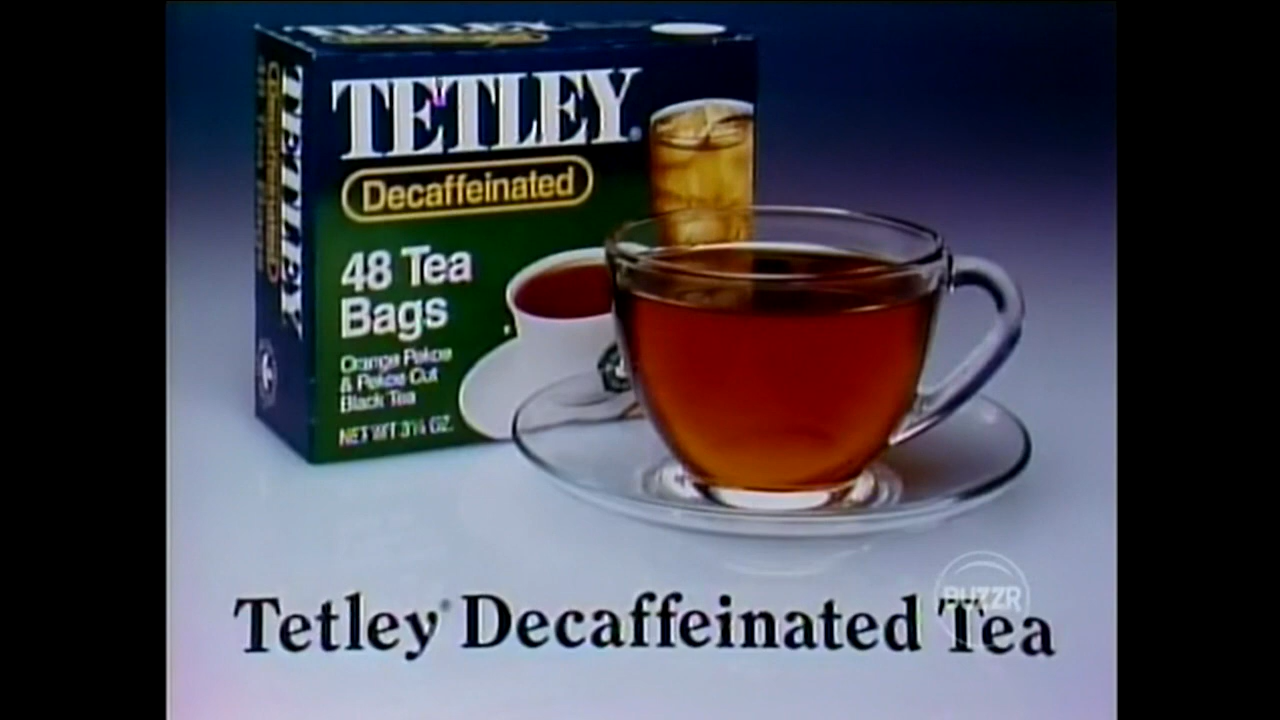 TETLEY
Decaffeinated
48 Tea
Bags
Orange Pekoe
& Pekoe Cut
Black Tea
NET WT 3¼ OZ.
TETLEY
Decaffeinated
Tetley® Decaffeinated Tea
BUZZR